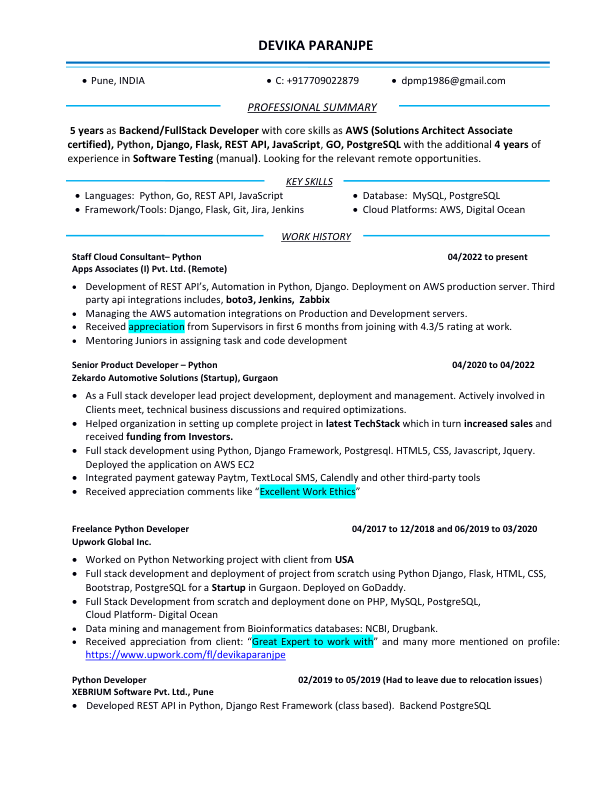 DEVIKA PARANJPE
• Pune, INDIA • C: +917709022879 • dpmp1986@gmail.com
PROFESSIONAL SUMMARY
5 years as Backend/FullStack Developer with core skills as AWS (Solutions Architect Associate
certified), Python, Django, Flask, REST API, JavaScript, GO, PostgreSQL with the additional 4 years of
experience in Software Testing (manual). Looking for the relevant remote opportunities.
KEY SKILLS
• Languages: Python, Go, REST API, JavaScript • Database: MySQL, PostgreSQL
• Framework/Tools: Django, Flask, Git, Jira, Jenkins • Cloud Platforms: AWS, Digital Ocean
WORK HISTORY
Staff Cloud Consultant– Python 04/2022 to present
Apps Associates (I) Pvt. Ltd. (Remote)
• Development of REST API’s, Automation in Python, Django. Deployment on AWS production server. Third
party api integrations includes, boto3, Jenkins, Zabbix
• Managing the AWS automation integrations on Production and Development servers.
• Received appreciation from Supervisors in first 6 months from joining with 4.3/5 rating at work.
• Mentoring Juniors in assigning task and code development
Senior Product Developer – Python 04/2020 to 04/2022
Zekardo Automotive Solutions (Startup), Gurgaon
• As a Full stack developer lead project development, deployment and management. Actively involved in
Clients meet, technical business discussions and required optimizations.
• Helped organization in setting up complete project in latest TechStack which in turn increased sales and
received funding from Investors.
• Full stack development using Python, Django Framework, Postgresql. HTML5, CSS, Javascript, Jquery.
Deployed the application on AWS EC2
• Integrated payment gateway Paytm, TextLocal SMS, Calendly and other third-party tools
• Received appreciation comments like “Excellent Work Ethics”
Freelance Python Developer 04/2017 to 12/2018 and 06/2019 to 03/2020
Upwork Global Inc.
• Worked on Python Networking project with client from USA
• Full stack development and deployment of project from scratch using Python Django, Flask, HTML, CSS,
Bootstrap, PostgreSQL for a Startup in Gurgaon. Deployed on GoDaddy.
• Full Stack Development from scratch and deployment done on PHP, MySQL, PostgreSQL,
Cloud Platform- Digital Ocean
• Data mining and management from Bioinformatics databases: NCBI, Drugbank.
• Received appreciation from client: “Great Expert to work with” and many more mentioned on profile:
https://www.upwork.com/fl/devikaparanjpe
Python Developer 02/2019 to 05/2019 (Had to leave due to relocation issues)
XEBRIUM Software Pvt. Ltd., Pune
• Developed REST API in Python, Django Rest Framework (class based). Backend PostgreSQL